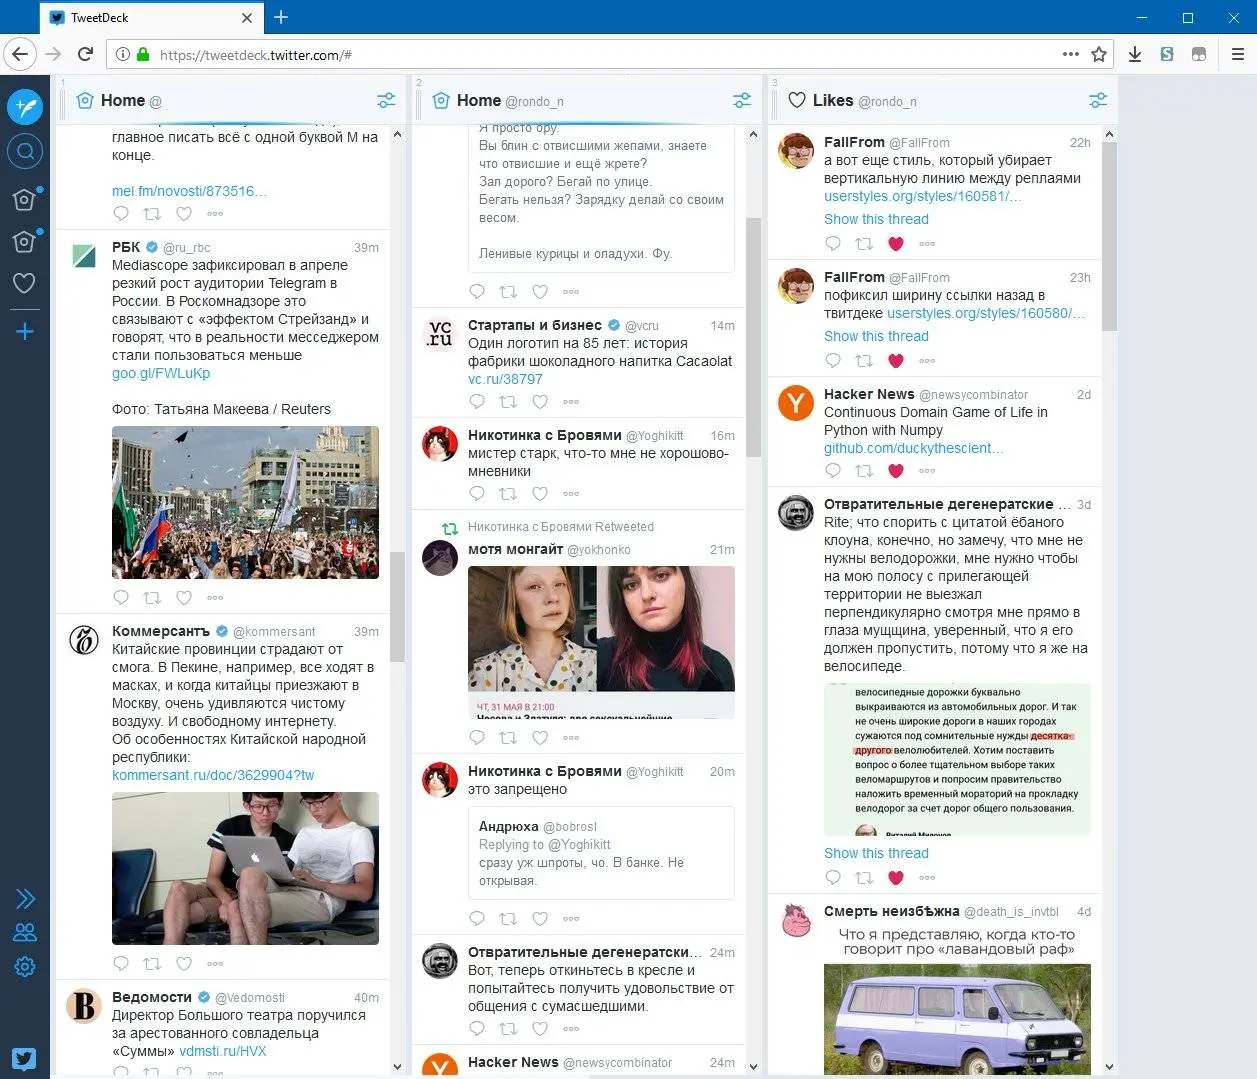 TweetDeck
https://tweetdeck.twitter.com/#
1
Home @
главное писать всё с одной буквой М на
конце.
mel.fm/novosti/873516…
РБК @ru_rbc 39m
Mediascope зафиксировал в апреле
резкий рост аудитории Telegram в
России. В Роскомнадзоре это
связывают с «эффектом Стрейзанд» и
говорят, что в реальности мессенджером
стали пользоваться меньше
goo.gl/FWLuKp
Фото: Татьяна Макеева / Reuters
Коммерсантъ @kommersant 39m
Китайские провинции страдают от
смога. В Пекине, например, все ходят в
масках, и когда китайцы приезжают в
Москву, очень удивляются чистому
воздуху. И свободному интернету.
Об особенностях Китайской народной
республики:
kommersant.ru/doc/3629904?tw
В
Ведомости @Vedomosti 40m
Директор Большого театра поручился
за арестованного совладельца
«Суммы» vdmsti.ru/HVX
2
Home @rondo_n
Я просто ору.
Вы блин с отвисшими жепами, знаете
что отвисшие и ещё жрете?
Зал дорого? Бегай по улице.
Бегать нельзя? Зарядку делай со своим
весом.
Ленивые курицы и оладухи. Фу.
vc.
ru
Стартапы и бизнес @vcru 14m
Один логотип на 85 лет: история
фабрики шоколадного напитка Cacaolat
vc.ru/38797
Никотинка с Бровями @Yoghikitt 16m
мистер старк, что-то мне не хорошово-
мневники
Никотинка с Бровями Retweeted
мотя монгайт @yokhonko 21m
ЧТ, 31 МАЯ В 21:00
Никотинка с Бровями @Yoghikitt 20m
это запрещено
Андрюха @bobrosl
Replying to @Yoghikitt
сразу уж шпроты, чо. В банке. Не
открывая.
Отвратительные дегенератски… 24m
Вот, теперь откиньтесь в кресле и
попытайтесь получить удовольствие от
общения с сумасшедшими.
Hacker News @newsycombinator 24m
3
Likes @rondo_n
FallFrom @FallFrom 22h
а вот еще стиль, который убирает
вертикальную линию между реплаями
userstyles.org/styles/160581/…
Show this thread
FallFrom @FallFrom 23h
пофиксил ширину ссылки назад в
твитдеке userstyles.org/styles/160580/…
Show this thread
Y
Hacker News @newsycombinator 2d
Continuous Domain Game of Life in
Python with Numpy
github.com/duckythescient…
Отвратительные дегенератские … 3d
Rite; что спорить с цитатой ёбаного
клоуна, конечно, но замечу, что мне не
нужны велодорожки, мне нужно чтобы
на мою полосу с прилегающей
территории не выезжал
перпендикулярно смотря мне прямо в
глаза мущщина, уверенный, что я его
должен пропустить, потому что я же на
велосипеде.
велосипедные дорожки буквально
выкраиваются из автомобильных дорог. И так
не очень широкие дороги в наших городах
сужаются под сомнительные нужды десятка-
другого велолюбителей. Хотим поставить
вопрос о более тщательном выборе таких
веломаршрутов и попросим правительство
наложить временный мораторий на прокладку
велодорог за счет дорог общего пользования.
Show this thread
Смерть неизбѣжна @death_is_invtbl 4d
Что я представляю, когда кто-то
говорит про «лавандовый раф»